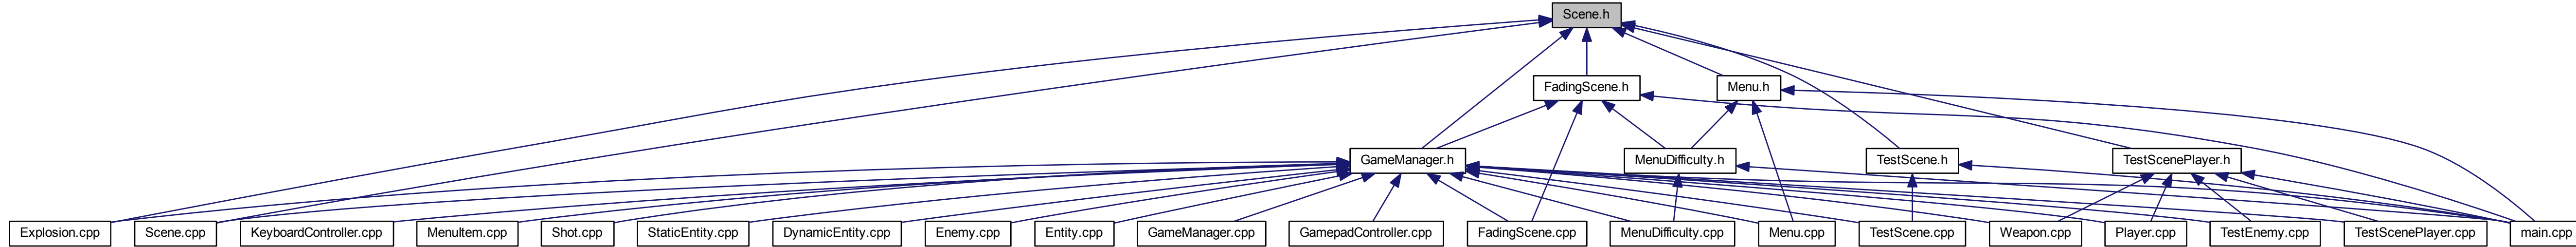 Scene.h
FadingScene.h
Menu.h
GameManager.h
MenuDifficulty.h
TestScene.h
TestScenePlayer.h
Explosion.cpp
Scene.cpp
KeyboardController.cpp
MenuItem.cpp
Shot.cpp
StaticEntity.cpp
DynamicEntity.cpp
Enemy.cpp
Entity.cpp
GameManager.cpp
GamepadController.cpp
FadingScene.cpp
MenuDifficulty.cpp
Menu.cpp
TestScene.cpp
Weapon.cpp
Player.cpp
TestEnemy.cpp
TestScenePlayer.cpp
main.cpp